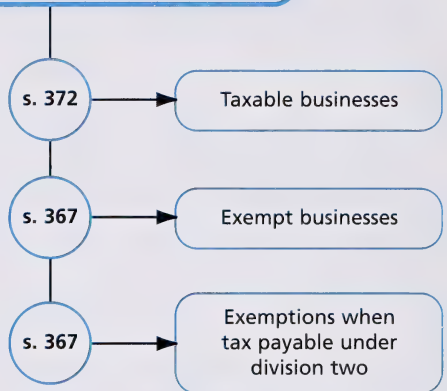 s. 372
Taxable businesses
s. 367
Exempt businesses
s. 367
Exemptions when
tax payable under
division two